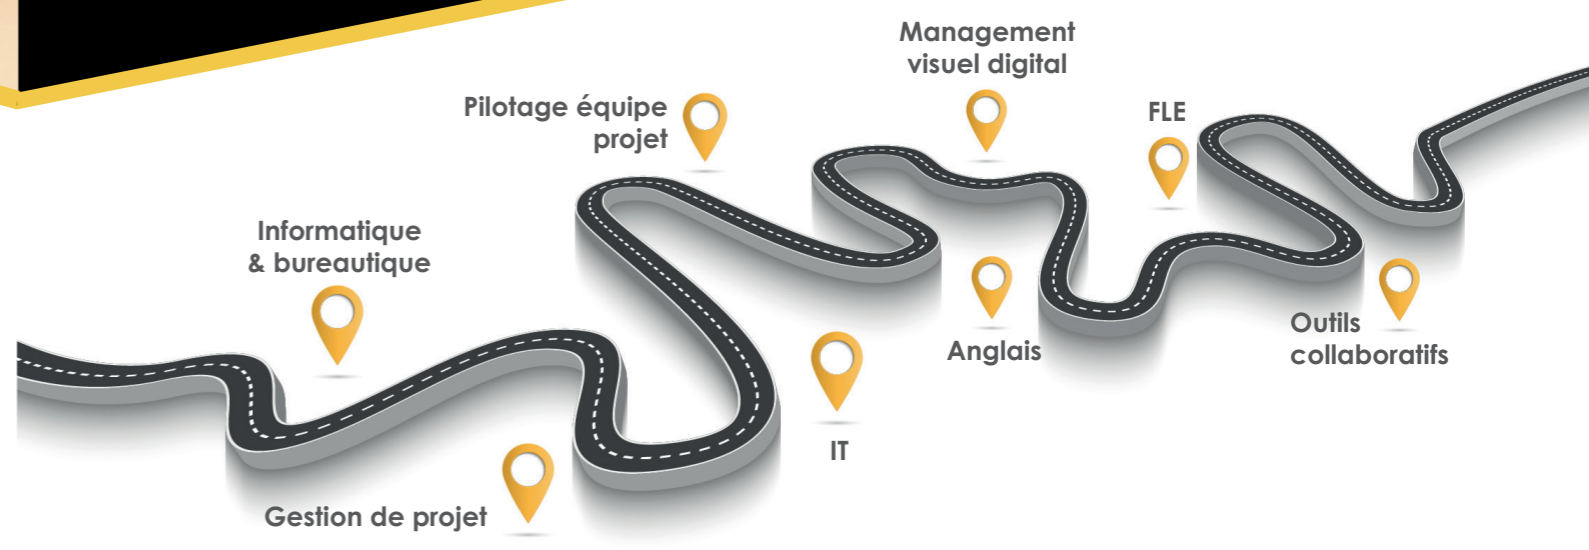 Management
visuel digital
Pilotage équipe
projet
FLE
Informatique
& bureautique
Outils
collaboratifs
Anglais
IT
Gestion de projet